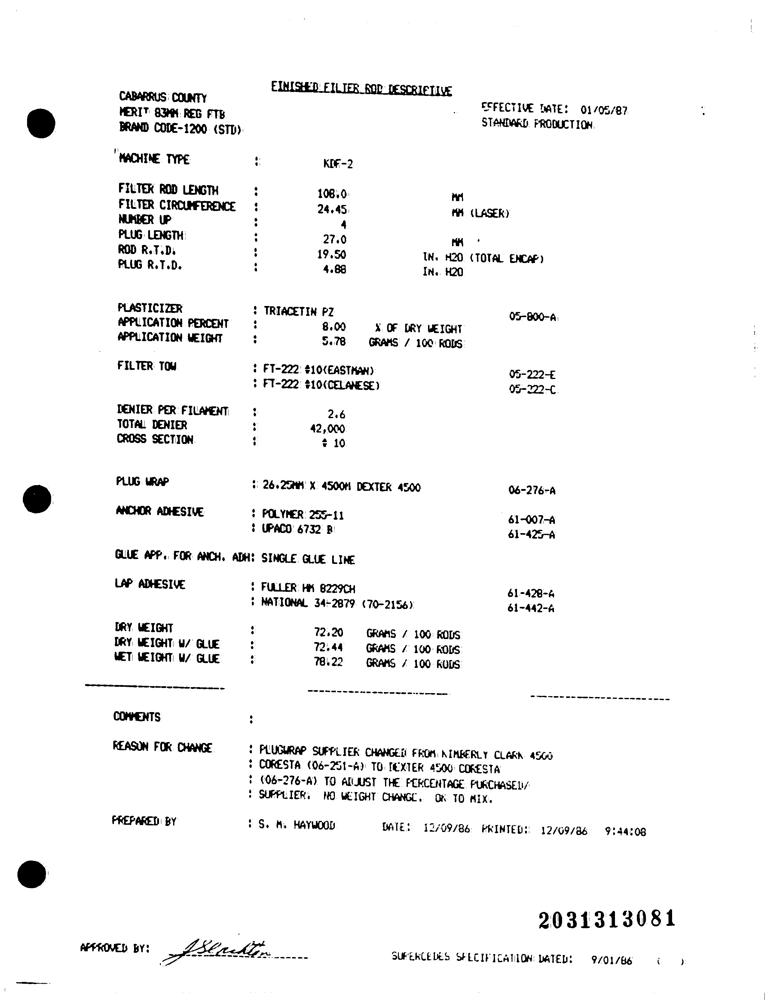 FINISHED FILTER ROD DESCRIPTIVE
CABARRUS COUNTY
MERIT 83MM REG FTB
BRAND CODE-1200 (STD)
EFFECTIVE DATE: 01/05/87
STANDARD PRODUCTION
MACHINE TYPE : KDF-2
FILTER ROD LENGTH : 108.0 MM
FILTER CIRCUMFERENCE : 24.45 MM (LASER)
NUMBER UP : 4
PLUG LENGTH : 27.0 MM
ROD R.T.D. : 19.50 IN. H20 (TOTAL ENCAP)
PLUG R.T.D. : 4.88 IN. H20
PLASTICIZER : TRIACETIN PZ 05-800-A
APPLICATION PERCENT : 8.00 % OF DRY WEIGHT
APPLICATION WEIGHT : 5.78 GRAMS / 100 RODS
FILTER TOW : FT-222 #10(EASTMAN) 05-222-E
: FT-222 #10(CELANESE) 05-222-C
DENIER PER FILAMENT : 2.6
TOTAL DENIER : 42,000
CROSS SECTION : # 10
PLUG WRAP : 26.25MM X 4500M DEXTER 4500 06-276-A
ANCHOR ADHESIVE : POLYMER 255-11 61-007-A
: UPACO 6732 B 61-425-A
GLUE APP. FOR ANCH. ADH: SINGLE GLUE LINE
LAP ADHESIVE : FULLER HM 8229CH 61-428-A
: NATIONAL 34-2879 (70-2156) 61-442-A
DRY WEIGHT : 72.20 GRAMS / 100 RODS
DRY WEIGHT W/ GLUE : 72.44 GRAMS / 100 RODS
WET WEIGHT W/ GLUE : 78.22 GRAMS / 100 RODS
COMMENTS :
REASON FOR CHANGE : PLUGWRAP SUPPLIER CHANGED FROM KIMBERLY CLARK 4500
: CORESTA (06-251-A) TO DEXTER 4500 CORESTA
: (06-276-A) TO ADJUST THE PERCENTAGE PURCHASED/
: SUPPLIER. NO WEIGHT CHANGE. OK TO MIX.
PREPARED BY : S. M. HAYWOOD DATE: 12/09/86 PRINTED: 12/09/86 9:44:08
2031313081
APPROVED BY:
SUPERCEDES SPECIFICATION DATED: 9/01/86 ( )